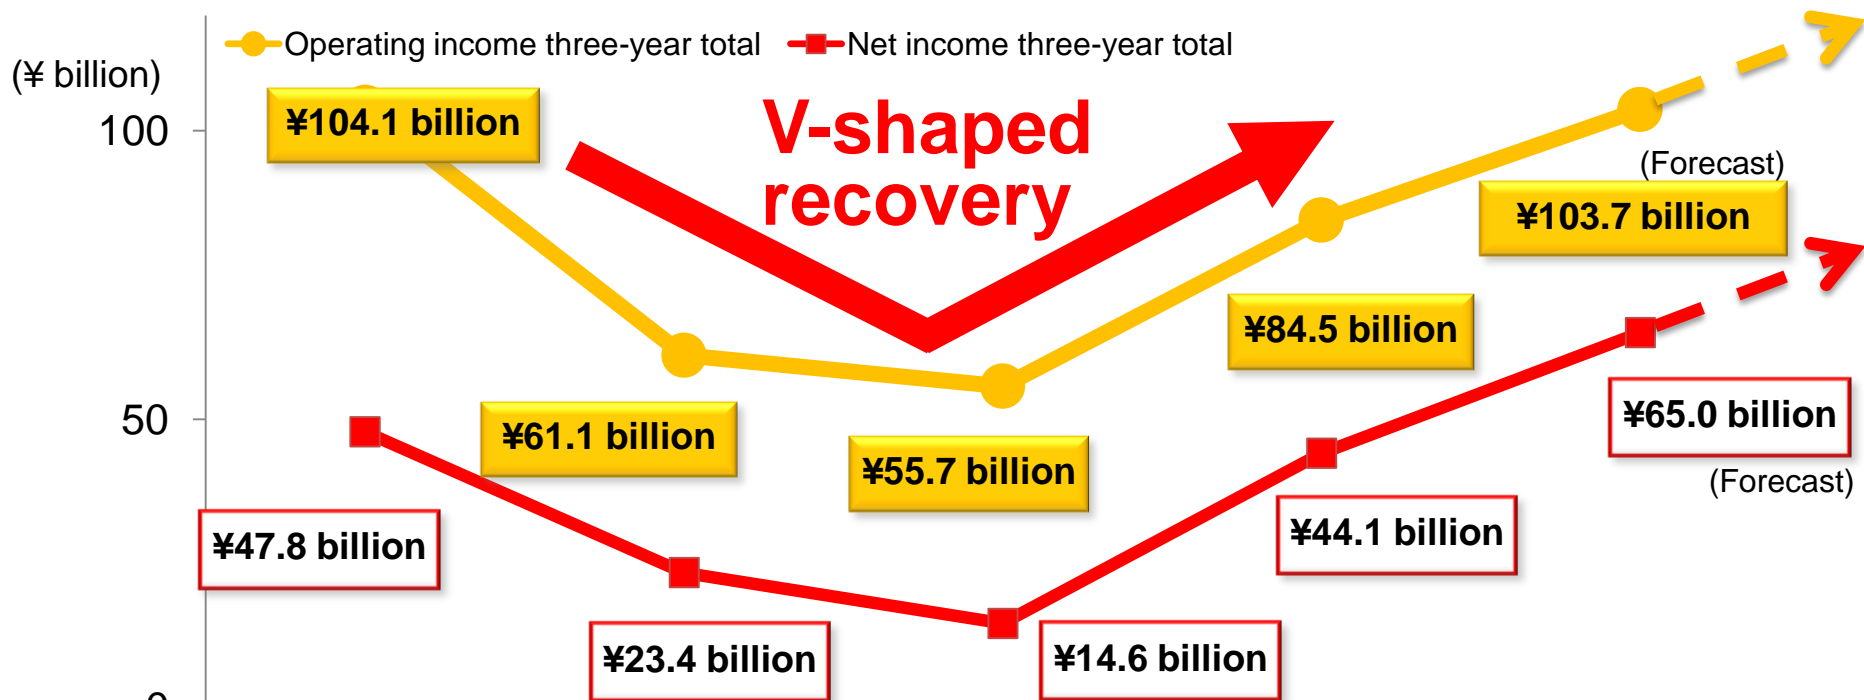 Operating income three-year total
Net income three-year total
(¥ billion)
100
¥104.1 billion
V-shaped
recovery
(Forecast)
¥103.7 billion
¥84.5 billion
50
¥61.1 billion
¥65.0 billion
¥55.7 billion
(Forecast)
¥47.8 billion
¥44.1 billion
¥23.4 billion
¥14.6 billion